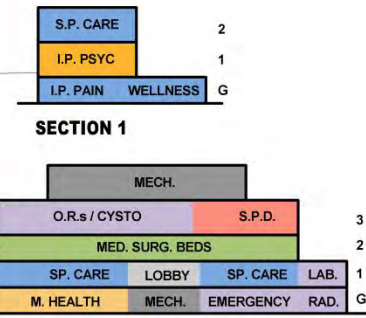 S.P. CARE 2
I.P. PSYC 1
I.P. PAIN WELLNESS G
SECTION 1
MECH.
O.R.s / CYSTO S.P.D. 3
MED. SURG. BEDS 2
SP. CARE LOBBY SP. CARE LAB. 1
M. HEALTH MECH. EMERGENCY RAD. G